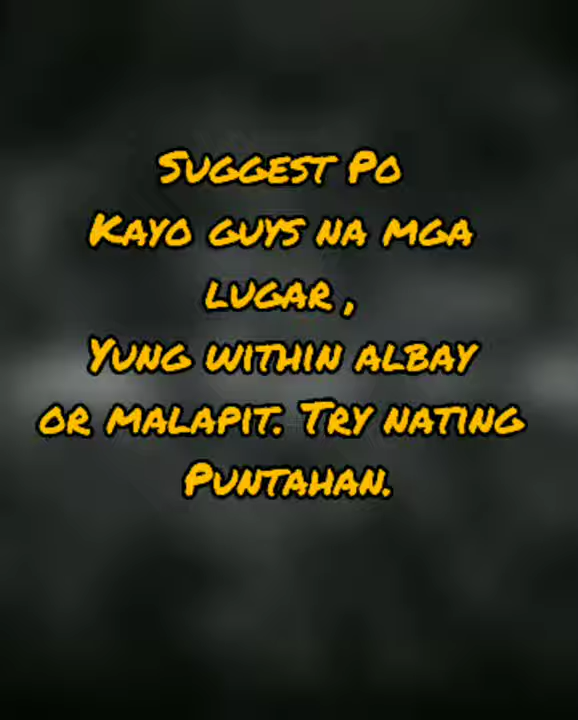 Suggest Po
Kayo guys na mga
lugar ,
Yung within albay
or malapit. Try nating
Puntahan.